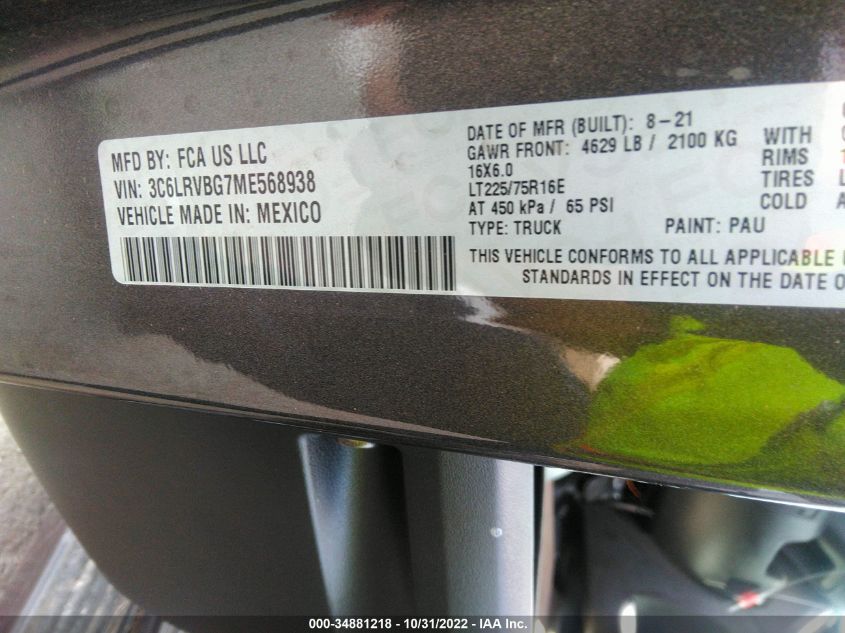 MFD BY: FCA US LLC
VIN: 3C6LRVBG7ME568938
VEHICLE MADE IN: MEXICO
DATE OF MFR (BUILT): 8-21
GAWR FRONT: 4629 LB / 2100 KG WITH
16X6.0 RIMS
LT225/75R16E TIRES
AT 450 kPa / 65 PSI COLD
TYPE: TRUCK PAINT: PAU
THIS VEHICLE CONFORMS TO ALL APPLICABLE
STANDARDS IN EFFECT ON THE DATE O
000-34881218 - 10/31/2022 - IAA Inc.